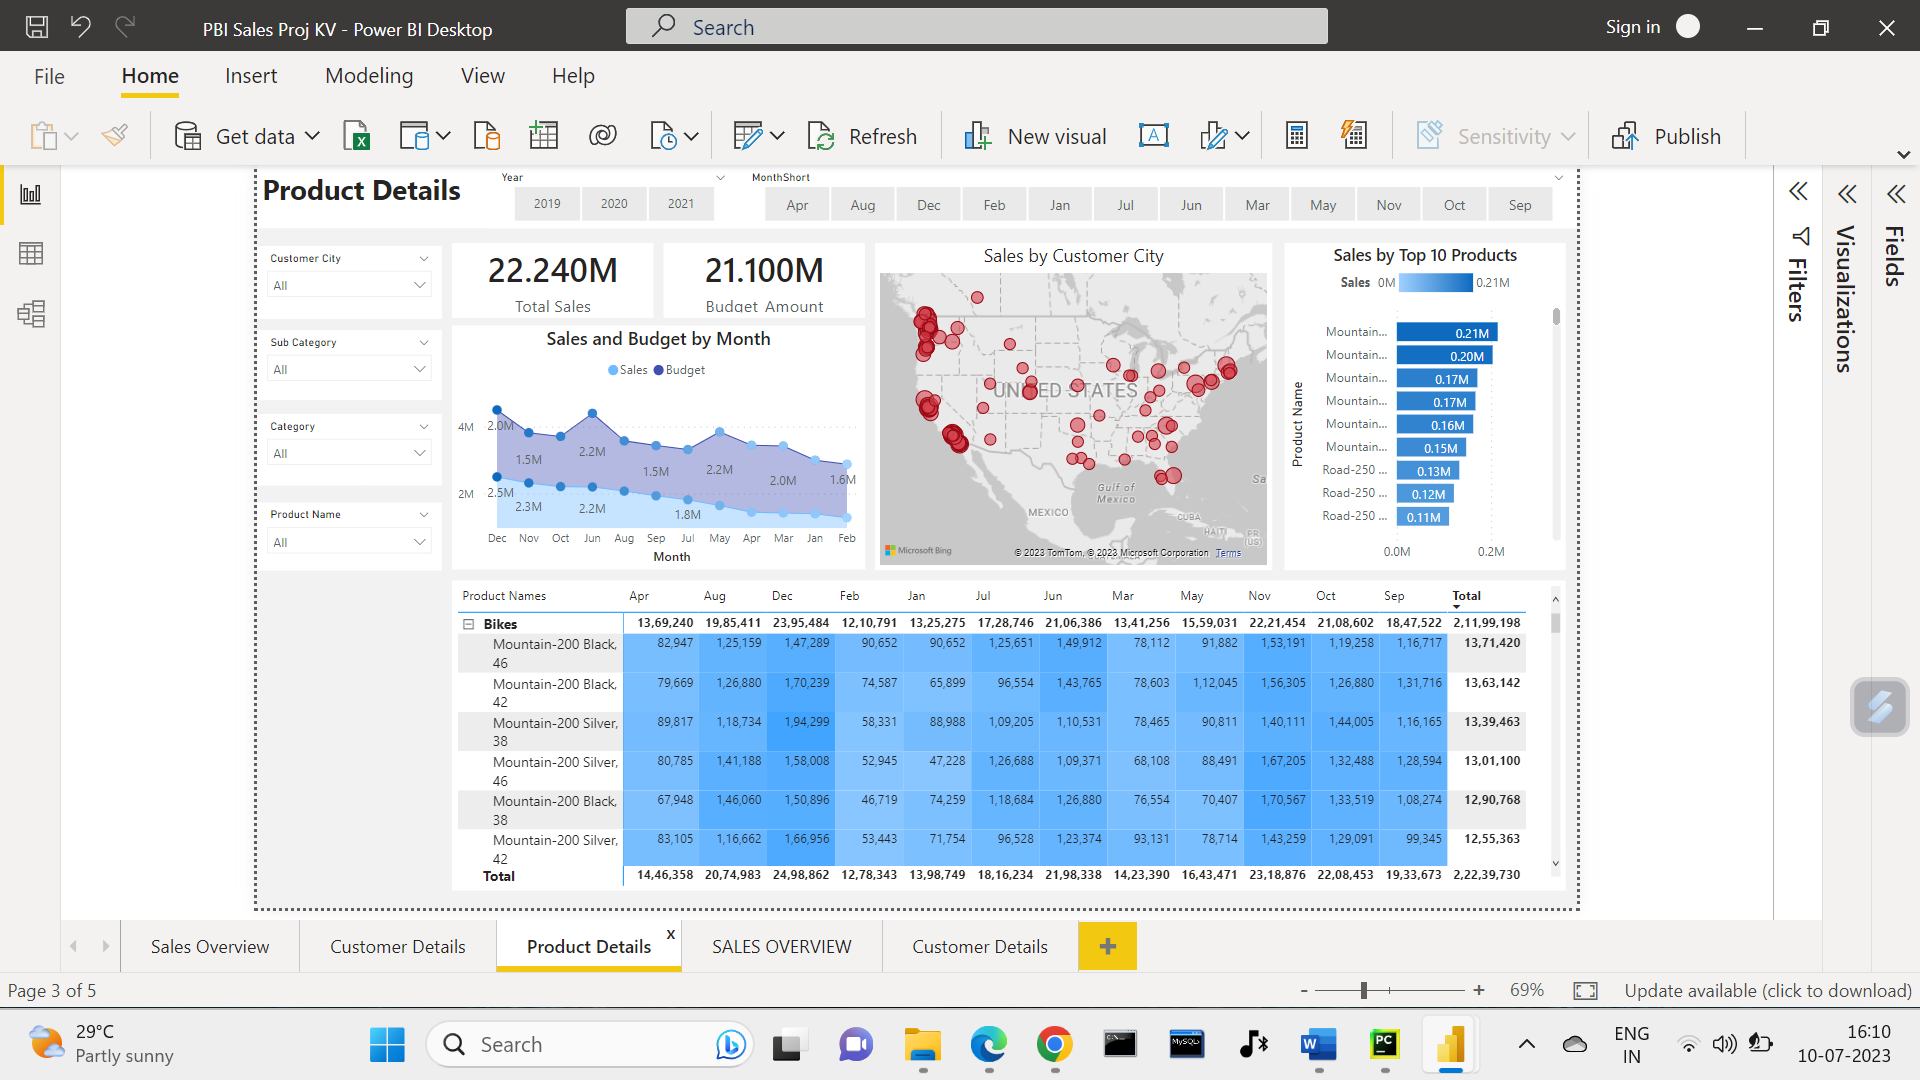 PBI Sales Proj KV - Power BI Desktop
Search
Sign in
File Home Insert Modeling View Help
Get data
Refresh
New visual
Sensitivity
Publish
Product Details
Year
2019 2020 2021
MonthShort
Apr Aug Dec Feb Jan Jul Jun Mar May Nov Oct Sep
Customer City
All
Sub Category
All
Category
All
Product Name
All
22.240M
Total Sales
21.100M
Budget Amount
Sales and Budget by Month
Sales Budget
4M
2M
2.0M
1.5M
2.2M
1.5M
2.2M
2.0M
1.6M
2.5M
2.3M
2.2M
1.8M
Dec Nov Oct Jun Aug Sep Jul May Apr Mar Jan Feb
Month
Sales by Customer City
UNITED STATES
Gulf of
Mexico
MEXICO
CUBA
HAITI
PR
(US)
Sa
Microsoft Bing
© 2023 TomTom, © 2023 Microsoft Corporation Terms
Sales by Top 10 Products
Sales 0M 0.21M
Product Name
Mountain... 0.21M
Mountain... 0.20M
Mountain... 0.17M
Mountain... 0.17M
Mountain... 0.16M
Mountain... 0.15M
Road-250 ... 0.13M
Road-250 ... 0.12M
Road-250 ... 0.11M
0.0M 0.2M
Product Names Apr Aug Dec Feb Jan Jul Jun Mar May Nov Oct Sep Total
Bikes 13,69,240 19,85,411 23,95,484 12,10,791 13,25,275 17,28,746 21,06,386 13,41,256 15,59,031 22,21,454 21,08,602 18,47,522 2,11,99,198
Mountain-200 Black, 82,947 1,25,159 1,47,289 90,652 90,652 1,25,651 1,49,912 78,112 91,882 1,53,191 1,19,258 1,16,717 13,71,420
46
Mountain-200 Black, 79,669 1,26,880 1,70,239 74,587 65,899 96,554 1,43,765 78,603 1,12,045 1,56,305 1,26,880 1,31,716 13,63,142
42
Mountain-200 Silver, 89,817 1,18,734 1,94,299 58,331 88,988 1,09,205 1,10,531 78,465 90,811 1,40,111 1,44,005 1,16,165 13,39,463
38
Mountain-200 Silver, 80,785 1,41,188 1,58,008 52,945 47,228 1,26,688 1,09,371 68,108 88,491 1,67,205 1,32,488 1,28,594 13,01,100
46
Mountain-200 Black, 67,948 1,46,060 1,50,896 46,719 74,259 1,18,684 1,26,880 76,554 70,407 1,70,567 1,33,519 1,08,274 12,90,768
38
Mountain-200 Silver, 83,105 1,16,662 1,66,956 53,443 71,754 96,528 1,23,374 93,131 78,714 1,43,259 1,29,091 99,345 12,55,363
42
Total 14,46,358 20,74,983 24,98,862 12,78,343 13,98,749 18,16,234 21,98,338 14,23,390 16,43,471 23,18,876 22,08,453 19,33,673 2,22,39,730
Filters
Visualizations
Fields
Sales Overview
Customer Details
Product Details x
SALES OVERVIEW
Customer Details
Page 3 of 5
69%
Update available (click to download)
29°C
Partly sunny
Search
MySQL
W
PC
ENG
IN
16:10
10-07-2023